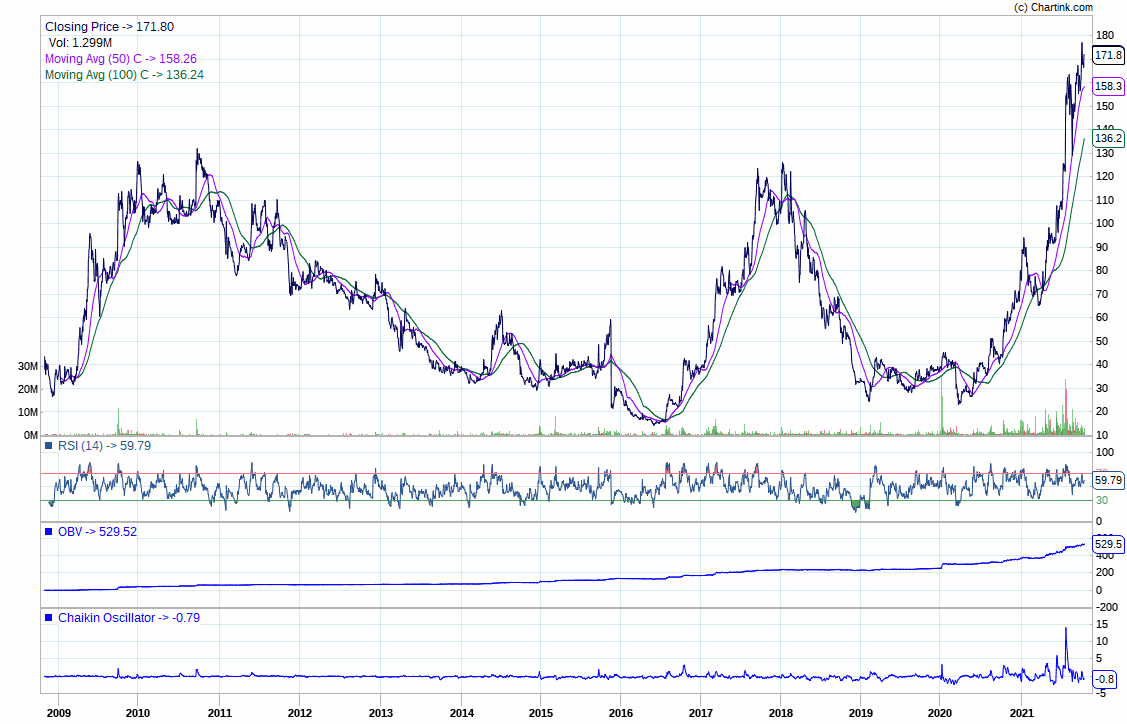 (c) Chartink.com
Closing Price -> 171.80
Vol: 1.299M
Moving Avg (50) C -> 158.26
Moving Avg (100) C -> 136.24
180
171.8
158.3
150
140
136.2
130
120
110
100
90
80
70
60
50
40
30
20
10
30M
20M
10M
0M
RSI (14) -> 59.79
100
70
59.79
30
0
OBV -> 529.52
529.5
400
200
0
-200
Chaikin Oscillator -> -0.79
15
10
5
-0.8
-5
2009 2010 2011 2012 2013 2014 2015 2016 2017 2018 2019 2020 2021